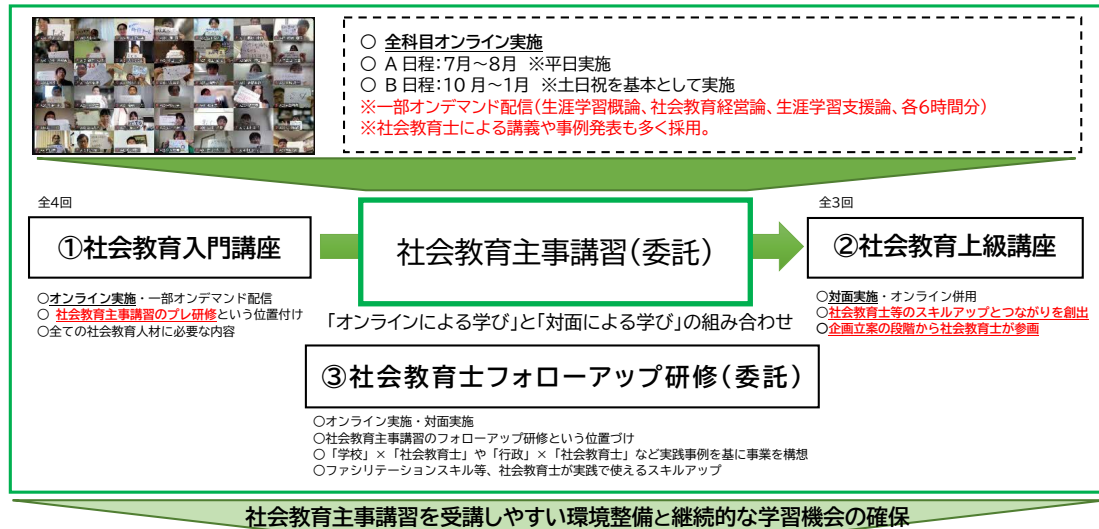 ○ 全科目オンライン実施
○ A日程：7月～8月 ※平日実施
○ B日程：10月～1月 ※土日祝を基本として実施
※一部オンデマンド配信（生涯学習概論、社会教育経営論、生涯学習支援論、各6時間分）
※社会教育士による講義や事例発表も多く採用。
全4回
①社会教育入門講座
○オンライン実施・一部オンデマンド配信
○ 社会教育主事講習のプレ研修という位置付け
○全ての社会教育人材に必要な内容
社会教育主事講習（委託）
全3回
②社会教育上級講座
○対面実施・オンライン併用
○社会教育士等のスキルアップとつながりを創出
○企画立案の段階から社会教育士が参画
「オンラインによる学び」と「対面による学び」の組み合わせ
③社会教育士フォローアップ研修（委託）
○オンライン実施・対面実施
○社会教育主事講習のフォローアップ研修という位置づけ
○「学校」×「社会教育士」や「行政」×「社会教育士」など実践事例を基に事業を構想
○ファシリテーションスキル等、社会教育士が実践で使えるスキルアップ
社会教育主事講習を受講しやすい環境整備と継続的な学習機会の確保